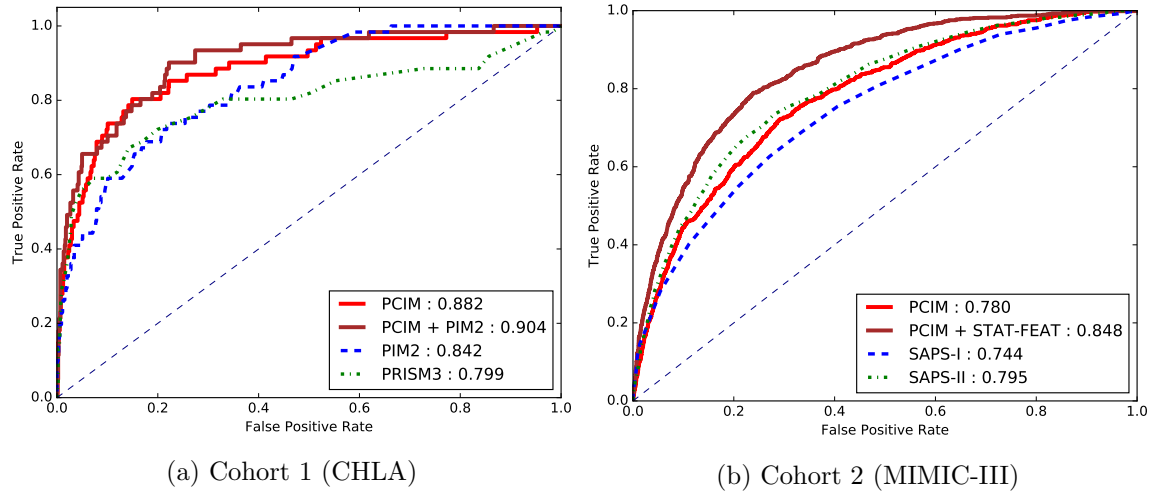 1.0
0.8
0.6
0.4
0.2
0.0
True Positive Rate
0.0 0.2 0.4 0.6 0.8 1.0
False Positive Rate
PCIM : 0.882
PCIM + PIM2 : 0.904
PIM2 : 0.842
PRISM3 : 0.799
(a) Cohort 1 (CHLA)
1.0
0.8
0.6
0.4
0.2
0.0
True Positive Rate
0.0 0.2 0.4 0.6 0.8 1.0
False Positive Rate
PCIM : 0.780
PCIM + STAT-FEAT : 0.848
SAPS-I : 0.744
SAPS-II : 0.795
(b) Cohort 2 (MIMIC-III)